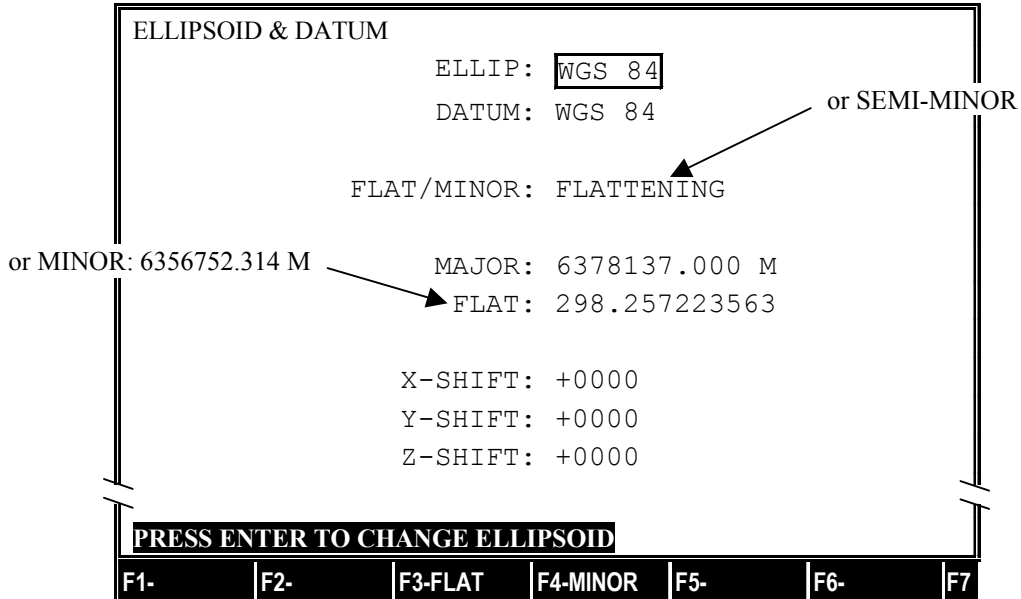 ELLIPSOID & DATUM
ELLIP: WGS 84
DATUM: WGS 84
or SEMI-MINOR
FLAT/MINOR: FLATTENING
or MINOR: 6356752.314 M
MAJOR: 6378137.000 M
FLAT: 298.257223563
X-SHIFT: +0000
Y-SHIFT: +0000
Z-SHIFT: +0000
PRESS ENTER TO CHANGE ELLIPSOID
F1- F2- F3-FLAT F4-MINOR F5- F6- F7